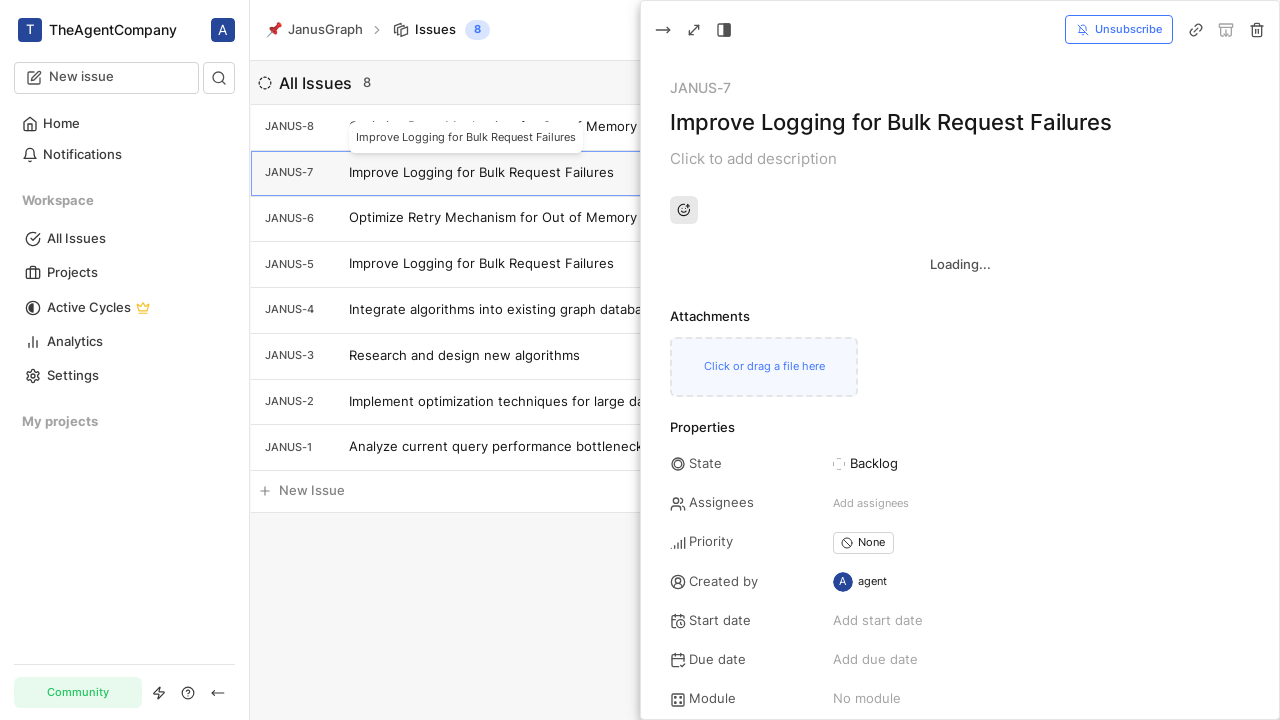 T TheAgentCompany A
New issue
Home
Notifications
Workspace
All Issues
Projects
Active Cycles
Analytics
Settings
My projects
Community
JanusGraph Issues 8
All Issues 8
JANUS-8 of Memory
Improve Logging for Bulk Request Failures
JANUS-7 Improve Logging for Bulk Request Failures
JANUS-6 Optimize Retry Mechanism for Out of Memory
JANUS-5 Improve Logging for Bulk Request Failures
JANUS-4 Integrate algorithms into existing graph databa
JANUS-3 Research and design new algorithms
JANUS-2 Implement optimization techniques for large da
JANUS-1 Analyze current query performance bottleneck
New Issue
Unsubscribe
JANUS-7
Improve Logging for Bulk Request Failures
Click to add description
Loading...
Attachments
Click or drag a file here
Properties
State Backlog
Assignees Add assignees
Priority None
Created by A agent
Start date Add start date
Due date Add due date
Module No module